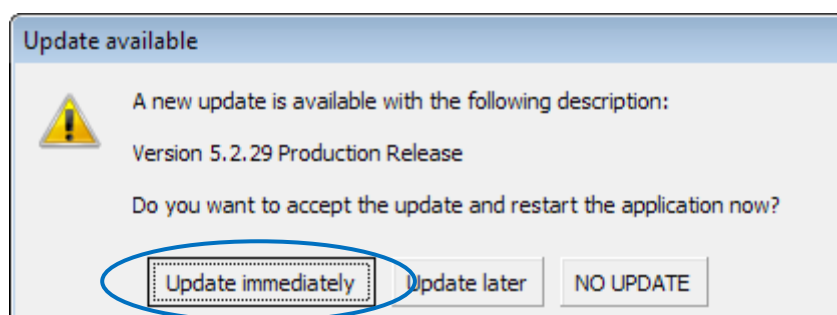 Update available
A new update is available with the following description:
Version 5.2.29 Production Release
Do you want to accept the update and restart the application now?
Update immediately Update later NO UPDATE